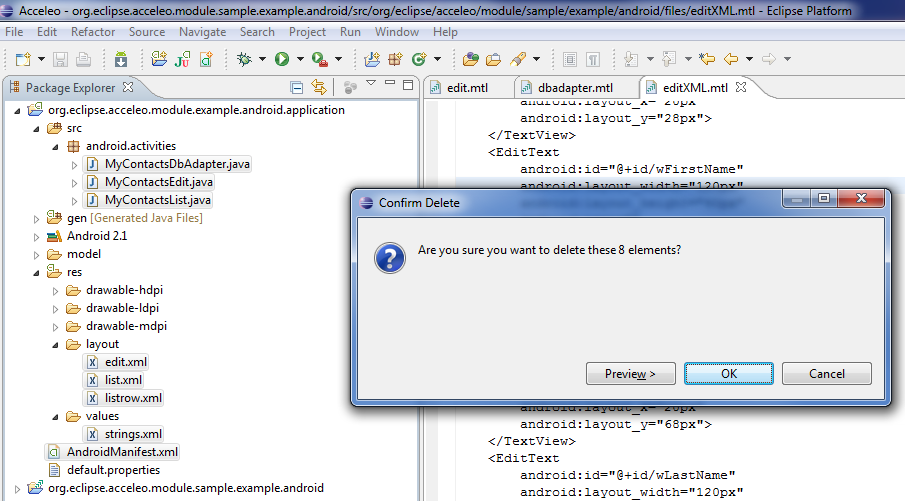 Acceleo - org.eclipse.acceleo.module.sample.example.android/src/org/eclipse/acceleo/module/sample/example/android/files/editXML.mtl - Eclipse Platform
File Edit Refactor Source Navigate Search Project Run Window Help
Package Explorer
edit.mtl dbadapter.mtl editXML.mtl
org.eclipse.acceleo.module.example.android.application
src
android.activities
MyContactsDbAdapter.java
MyContactsEdit.java
MyContactsList.java
gen [Generated Java Files]
Android 2.1
model
res
drawable-hdpi
drawable-ldpi
drawable-mdpi
layout
edit.xml
list.xml
listrow.xml
values
strings.xml
AndroidManifest.xml
default.properties
org.eclipse.acceleo.module.sample.example.android
android:layout_x="20px"
android:layout_y="28px">
</TextView>
<EditText
android:id="@+id/wFirstName"
android:layout_width="120px"
Confirm Delete
Are you sure you want to delete these 8 elements?
Preview > OK Cancel
android:layout_x="20px"
android:layout_y="68px">
</TextView>
<EditText
android:id="@+id/wLastName"
android:layout_width="120px"